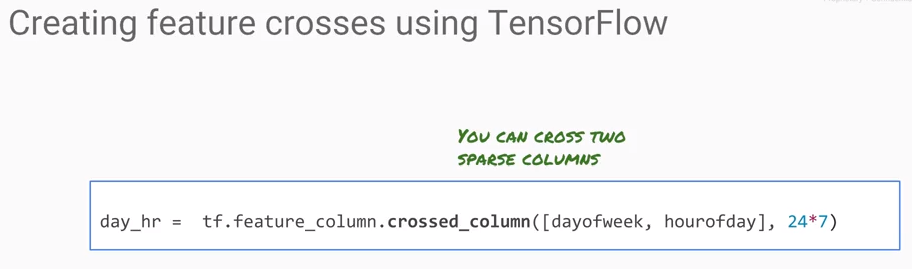 Creating feature crosses using TensorFlow
YOU CAN CROSS TWO
SPARSE COLUMNS
day_hr = tf.feature_column.crossed_column([dayofweek, hourofday], 24*7)